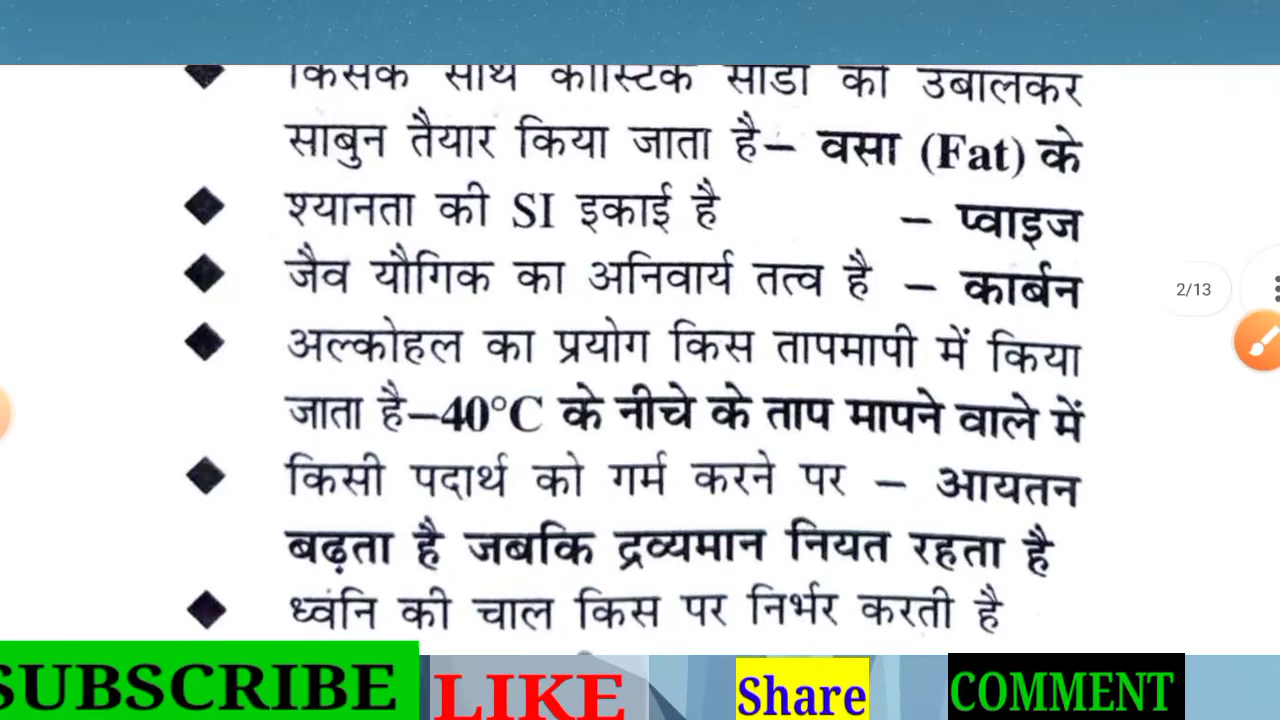 किसके साथ कास्टिक सोडा को उबालकर
साबुन तैयार किया जाता है– वसा (Fat) के
श्यानता की SI इकाई है – प्वाइज
जैव यौगिक का अनिवार्य तत्व है – कार्बन
2/13
अल्कोहल का प्रयोग किस तापमापी में किया
जाता है–40°C के नीचे के ताप मापने वाले में
किसी पदार्थ को गर्म करने पर – आयतन
बढ़ता है जबकि द्रव्यमान नियत रहता है
ध्वनि की चाल किस पर निर्भर करती है
SUBSCRIBE LIKE Share COMMENT